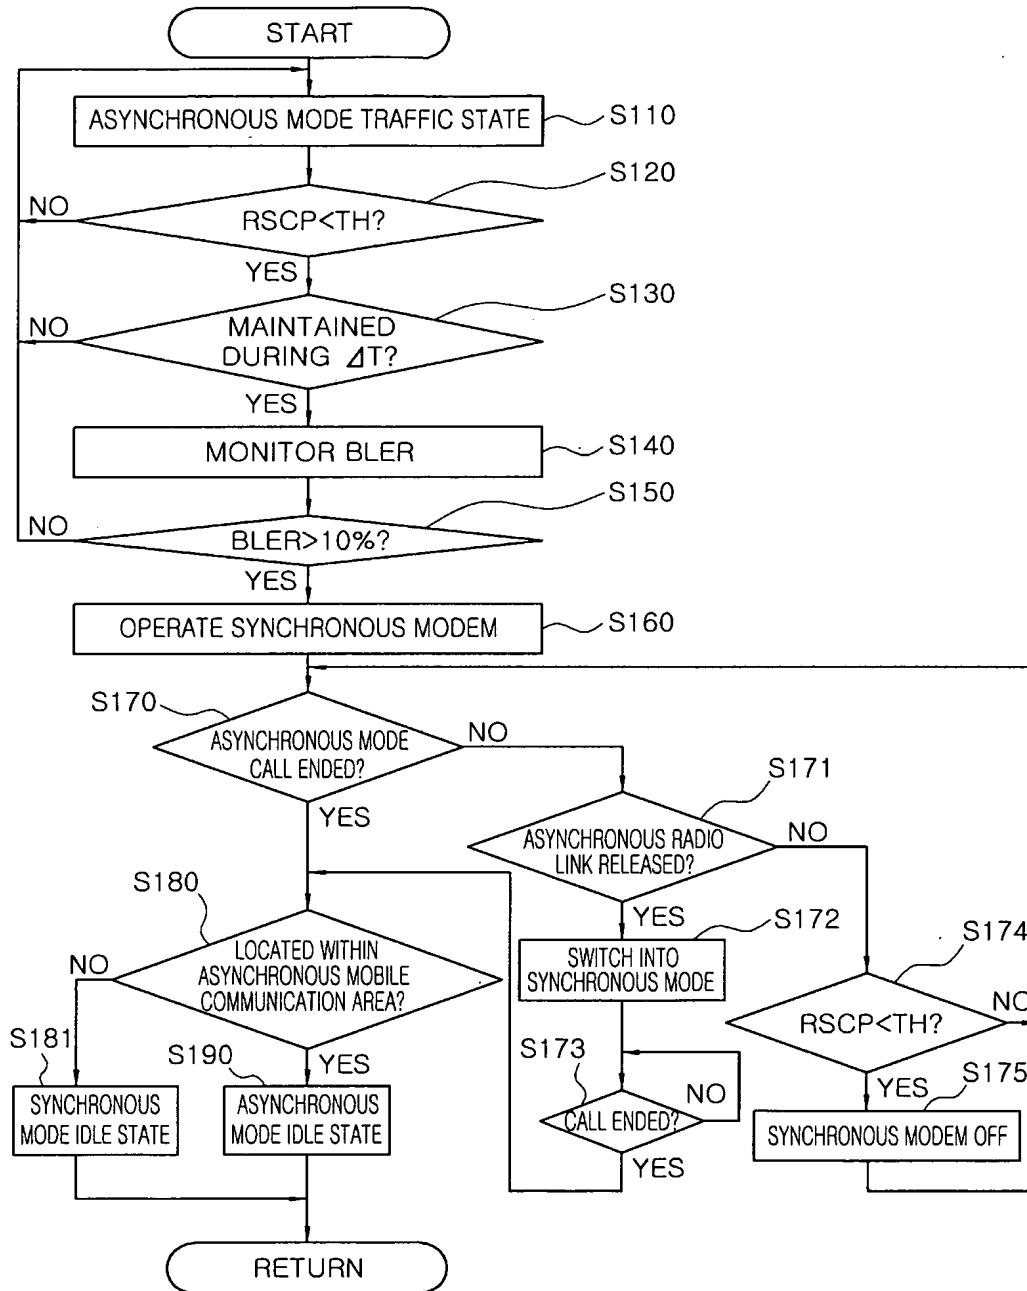 START
ASYNCHRONOUS MODE TRAFFIC STATE
S110
S120
NO
RSCP<TH?
YES
S130
NO
MAINTAINED
DURING ⊿T?
YES
MONITOR BLER
S140
S150
NO
BLER>10%?
YES
OPERATE SYNCHRONOUS MODEM
S160
S170
ASYNCHRONOUS MODE
CALL ENDED?
NO
YES
S171
ASYNCHRONOUS RADIO
LINK RELEASED?
NO
YES
S172
SWITCH INTO
SYNCHRONOUS MODE
S173
CALL ENDED?
NO
YES
S174
RSCP<TH?
NO
YES
S175
SYNCHRONOUS MODEM OFF
S180
LOCATED WITHIN
ASYNCHRONOUS MOBILE
COMMUNICATION AREA?
NO
YES
S181
SYNCHRONOUS
MODE IDLE STATE
S190
ASYNCHRONOUS
MODE IDLE STATE
RETURN